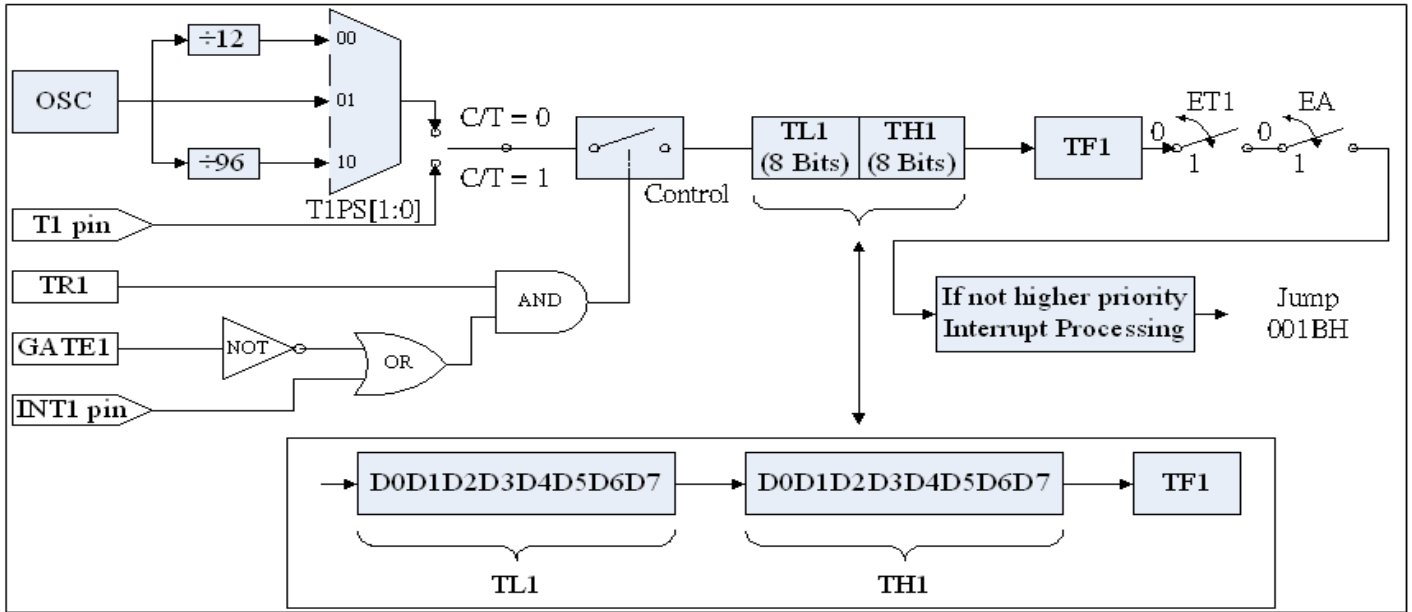 ÷12
00
OSC
01
÷96
10
T1PS[1:0]
C/T = 0
C/T = 1
Control
TL1
(8 Bits)
TH1
(8 Bits)
TF1
ET1
0
1
EA
0
1
T1 pin
TR1
AND
GATE1
NOT
OR
INT1 pin
If not higher priority
Interrupt Processing
Jump
001BH
D0D1D2D3D4D5D6D7
D0D1D2D3D4D5D6D7
TF1
TL1
TH1